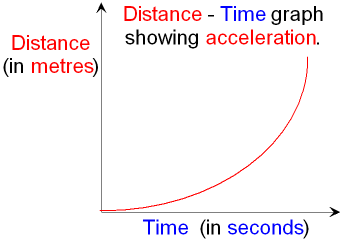 Distance - Time graph
showing acceleration.
Distance
(in metres)
Time (in seconds)